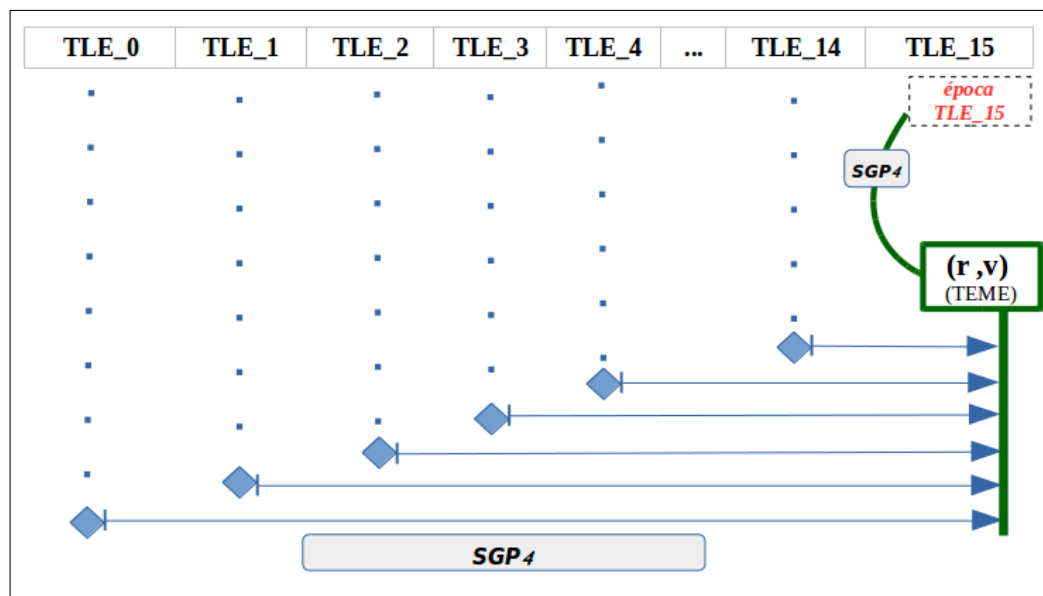 TLE_0 TLE_1 TLE_2 TLE_3 TLE_4 ... TLE_14 TLE_15
época
TLE_15
SGP4
(r ,v)
(TEME)
SGP4